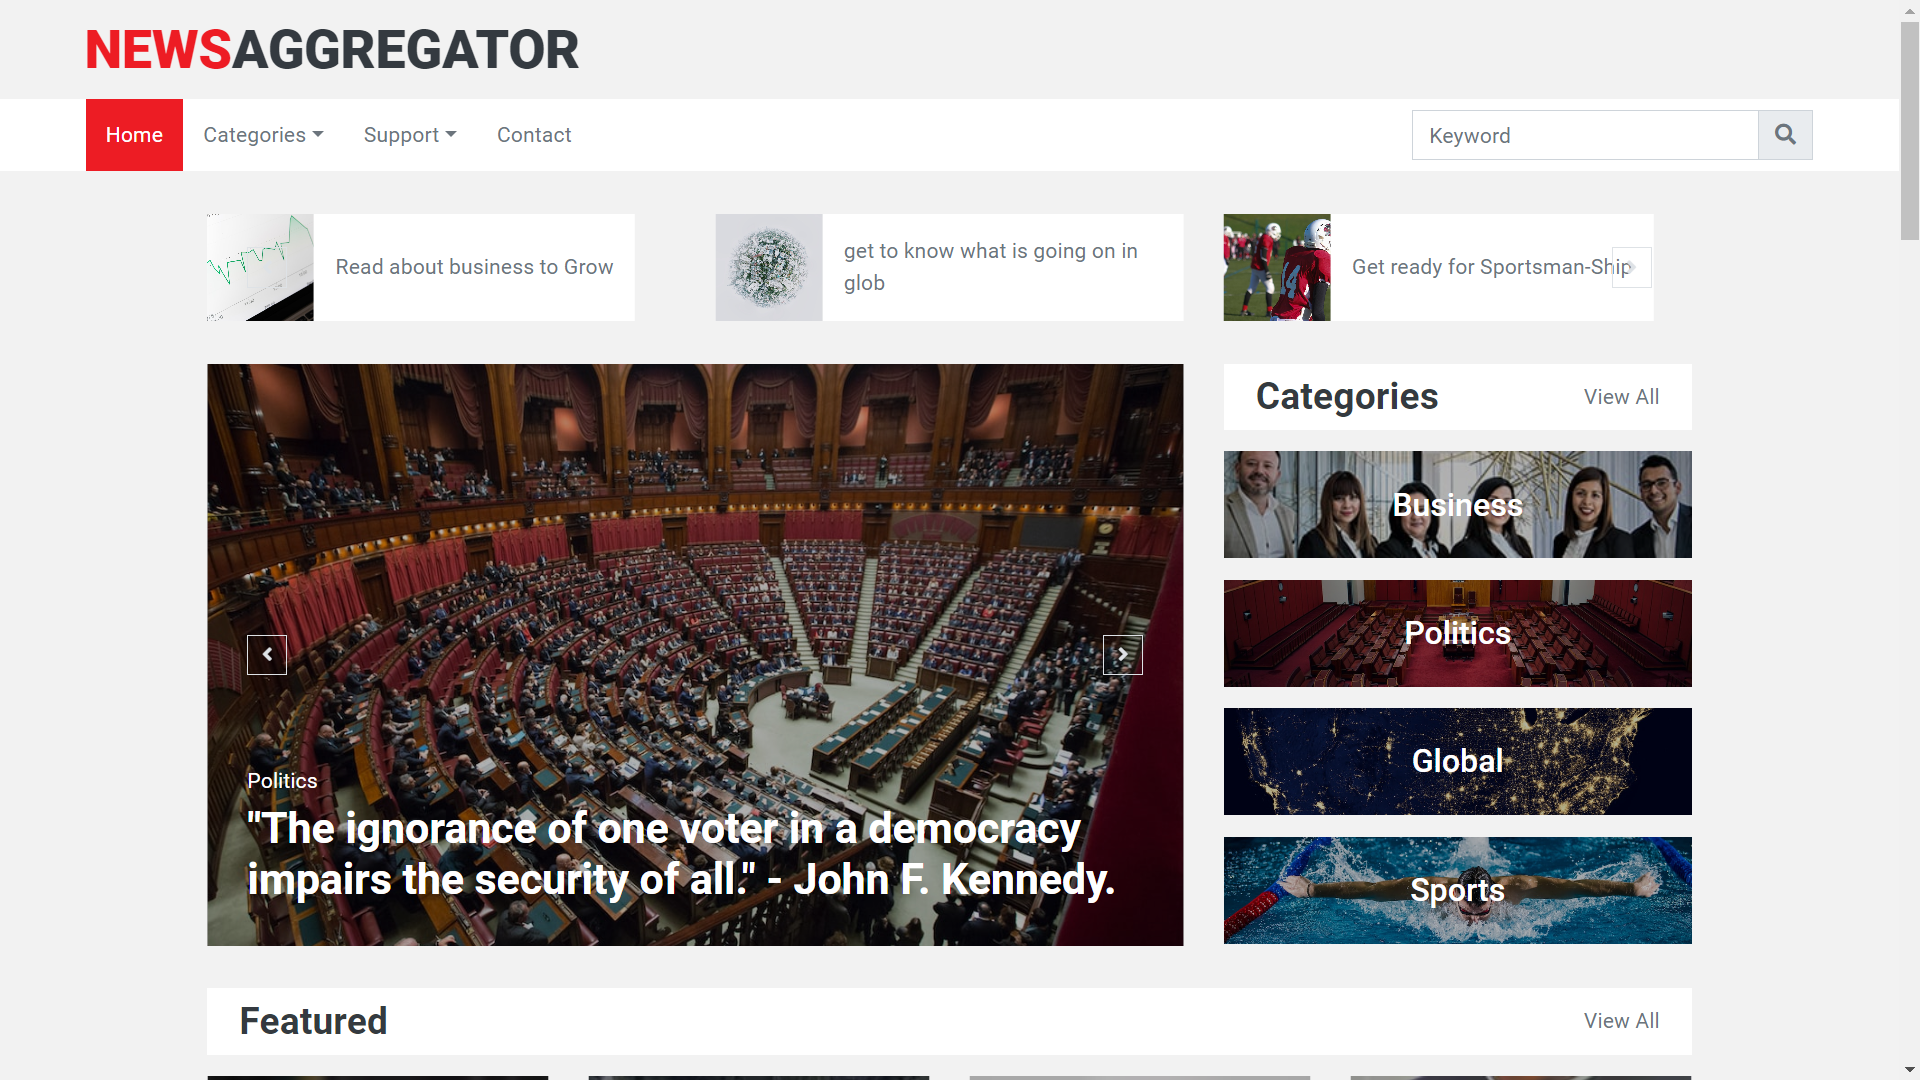 NEWSAGGREGATOR
Home
Categories
Support
Contact
Keyword
Read about business to Grow
get to know what is going on in
glob
Get ready for Sportsman-Ship
Politics
"The ignorance of one voter in a democracy
impairs the security of all." - John F. Kennedy.
Categories
View All
Business
Politics
Global
Sports
Featured
View All